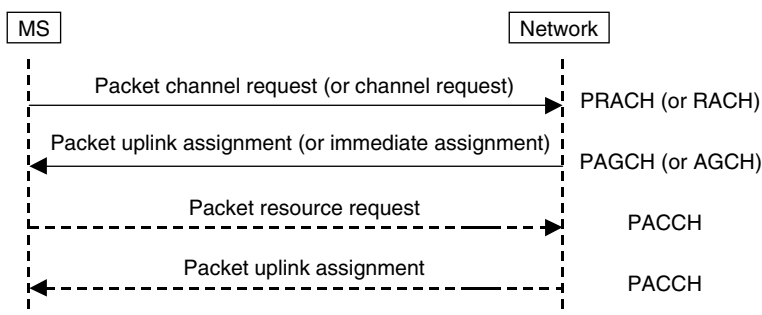 MS
Network
Packet channel request (or channel request)
PRACH (or RACH)
Packet uplink assignment (or immediate assignment)
PAGCH (or AGCH)
Packet resource request
PACCH
Packet uplink assignment
PACCH